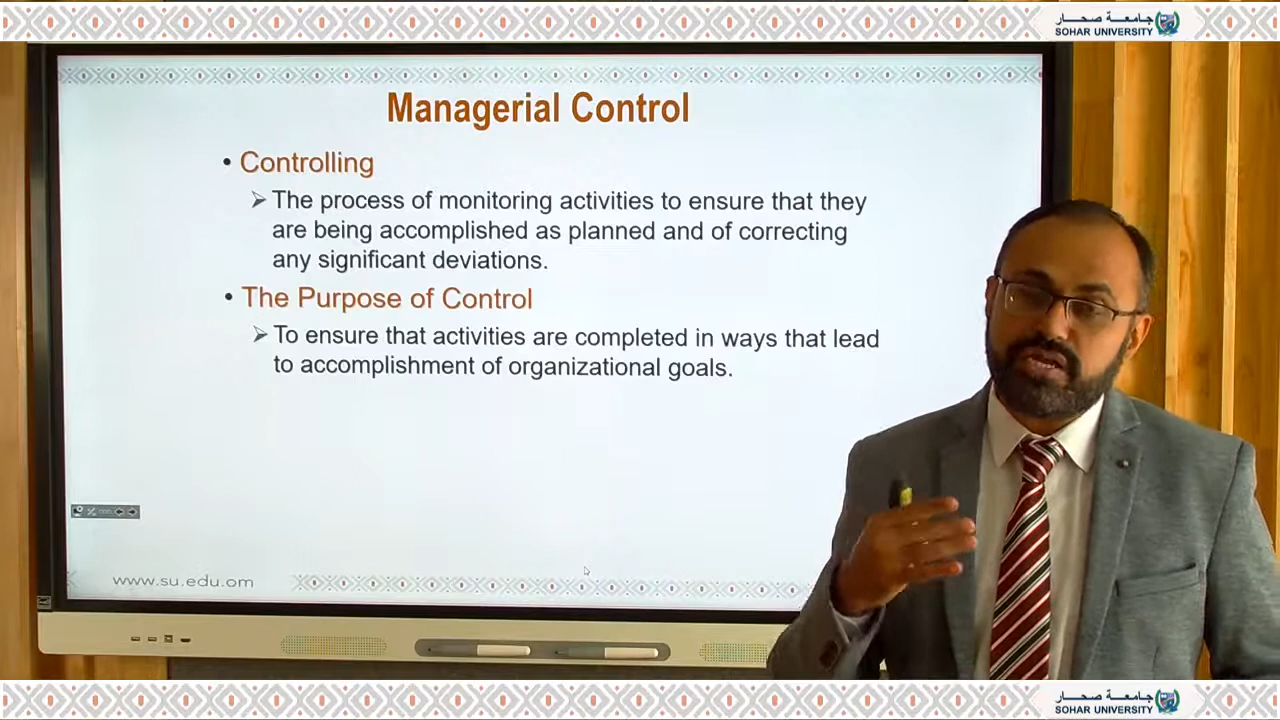 جامعة صحار
SOHAR UNIVERSITY
Managerial Control
• Controlling
➢ The process of monitoring activities to ensure that they
are being accomplished as planned and of correcting
any significant deviations.
• The Purpose of Control
➢ To ensure that activities are completed in ways that lead
to accomplishment of organizational goals.
www.su.edu.om
جامعة صحار
SOHAR UNIVERSITY